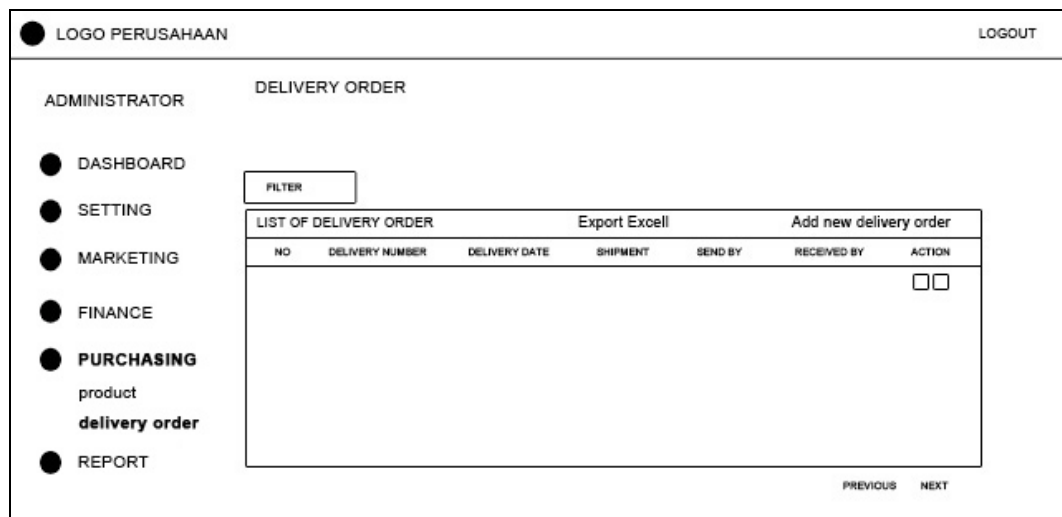 LOGO PERUSAHAAN LOGOUT
ADMINISTRATOR
DELIVERY ORDER
DASHBOARD
SETTING
MARKETING
FINANCE
PURCHASING
product
delivery order
REPORT
FILTER
LIST OF DELIVERY ORDER Export Excell Add new delivery order
NO DELIVERY NUMBER DELIVERY DATE SHIPMENT SEND BY RECEIVED BY ACTION
PREVIOUS NEXT